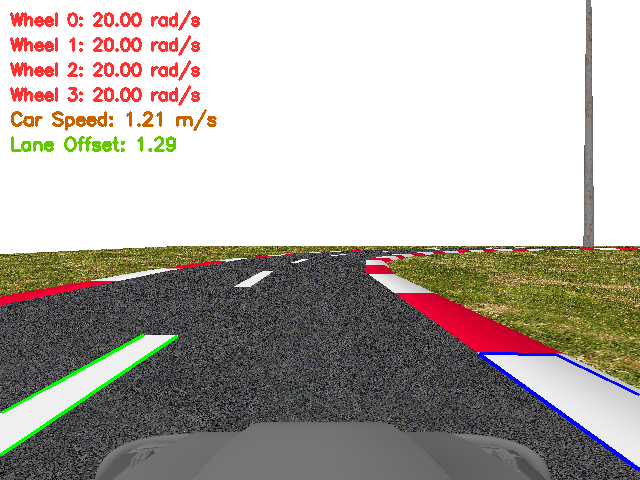 Wheel 0: 20.00 rad/s
Wheel 1: 20.00 rad/s
Wheel 2: 20.00 rad/s
Wheel 3: 20.00 rad/s
Car Speed: 1.21 m/s
Lane Offset: 1.29